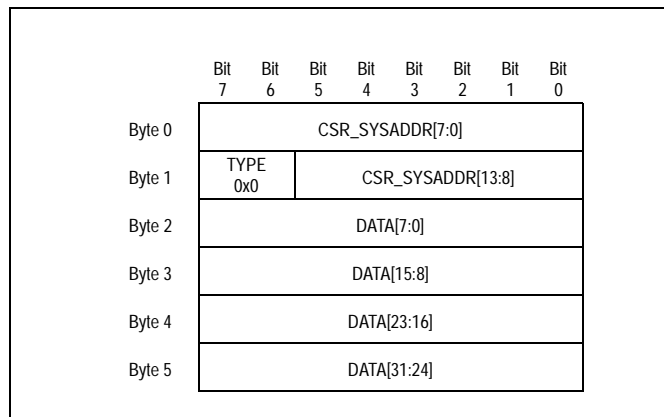 Bit Bit Bit Bit Bit Bit Bit Bit
7 6 5 4 3 2 1 0
Byte 0 CSR_SYSADDR[7:0]
Byte 1 TYPE 0x0 CSR_SYSADDR[13:8]
Byte 2 DATA[7:0]
Byte 3 DATA[15:8]
Byte 4 DATA[23:16]
Byte 5 DATA[31:24]